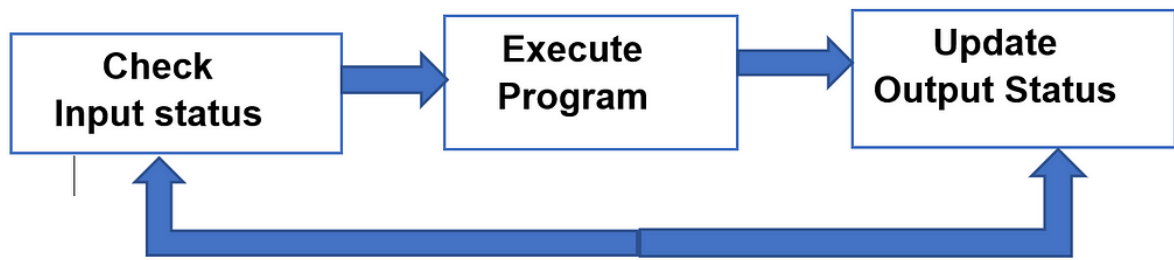 Check
Input status
Execute
Program
Update
Output Status